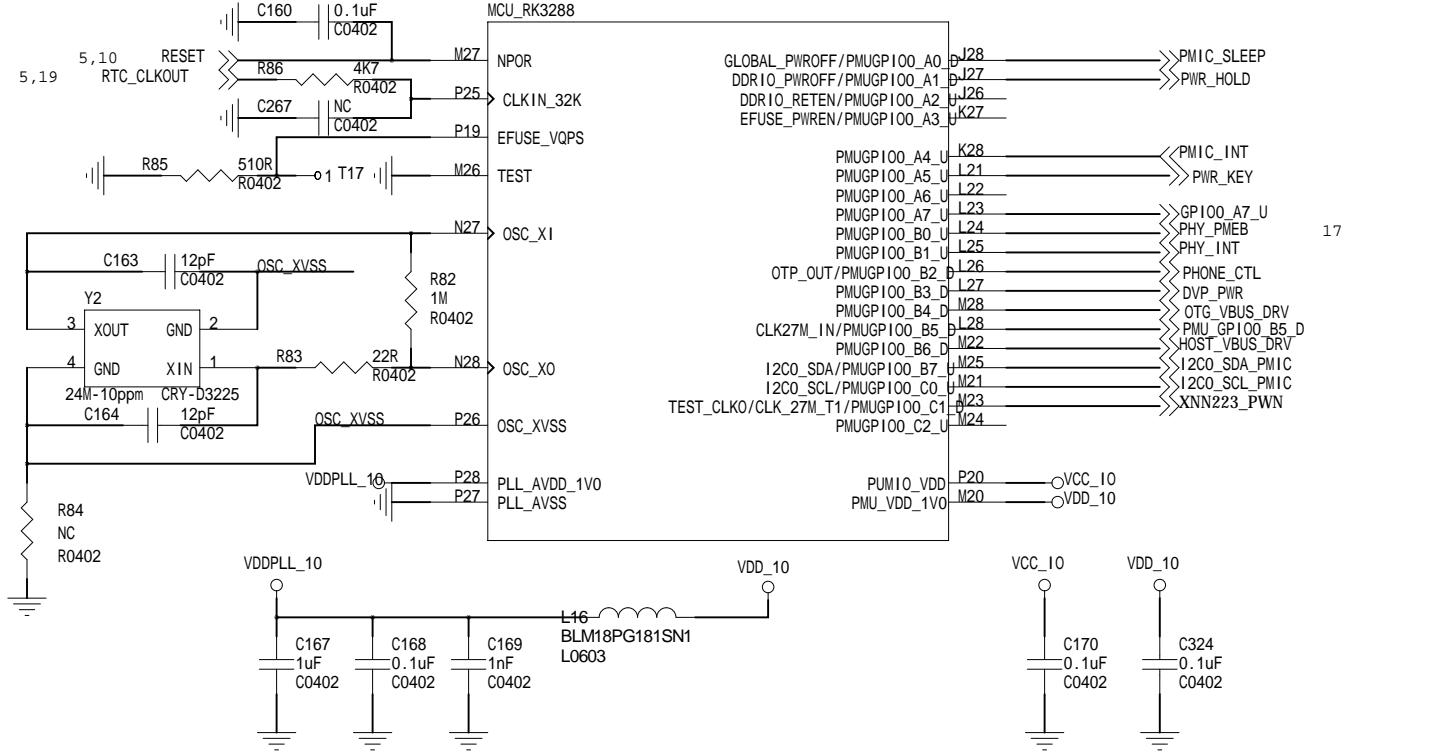 C160 0.1uF
C0402
MCU_RK3288
5,10 RESET
5,19 RTC_CLKOUT
R86 4K7
R0402
C267 NC
C0402
R85 510R
R0402
1 T17
M27 NPOR
P25 CLKIN_32K
P19 EFUSE_VQPS
M26 TEST
N27 OSC_XI
C163 12pF
C0402
OSC_XVSS
R82
1M
R0402
Y2
3 XOUT GND 2
4 GND XIN 1
24M-10ppm CRY-D3225
R83 22R
R0402
N28 OSC_XO
C164 12pF
C0402
OSC_XVSS
P26 OSC_XVSS
VDDPLL_10
P28 PLL_AVDD_1V0
P27 PLL_AVSS
R84
NC
R0402
GLOBAL_PWROFF/PMUGPIO0_A0_D J28 PMIC_SLEEP
DDRIO_PWROFF/PMUGPIO0_A1_D J27 PWR_HOLD
DDRIO_RETEN/PMUGPIO0_A2_U J26
EFUSE_PWREN/PMUGPIO0_A3_U K27
PMUGPIO0_A4_U K28 PMIC_INT
PMUGPIO0_A5_U L21 PWR_KEY
PMUGPIO0_A6_U L22
PMUGPIO0_A7_U L23 GPIO0_A7_U
PMUGPIO0_B0_U L24 PHY_PMEB 17
PMUGPIO0_B1_U L25 PHY_INT
OTP_OUT/PMUGPIO0_B2_D L26 PHONE_CTL
PMUGPIO0_B3_D L27 DVP_PWR
PMUGPIO0_B4_D M28 OTG_VBUS_DRV
CLK27M_IN/PMUGPIO0_B5_D L28 PMU_GPIO0_B5_D
PMUGPIO0_B6_D M22 HOST_VBUS_DRV
I2C0_SDA/PMUGPIO0_B7_U M25 I2C0_SDA_PMIC
I2C0_SCL/PMUGPIO0_C0_U M21 I2C0_SCL_PMIC
TEST_CLKO/CLK_27M_T1/PMUGPIO0_C1_D M23 XNN223_PWN
PMUGPIO0_C2_U M24
PUMIO_VDD P20 VCC_IO
PMU_VDD_1V0 M20 VDD_10
VDDPLL_10
VDD_10
VCC_IO
VDD_10
L16
BLM18PG181SN1
L0603
C167
1uF
C0402
C168
0.1uF
C0402
C169
1nF
C0402
C170
0.1uF
C0402
C324
0.1uF
C0402